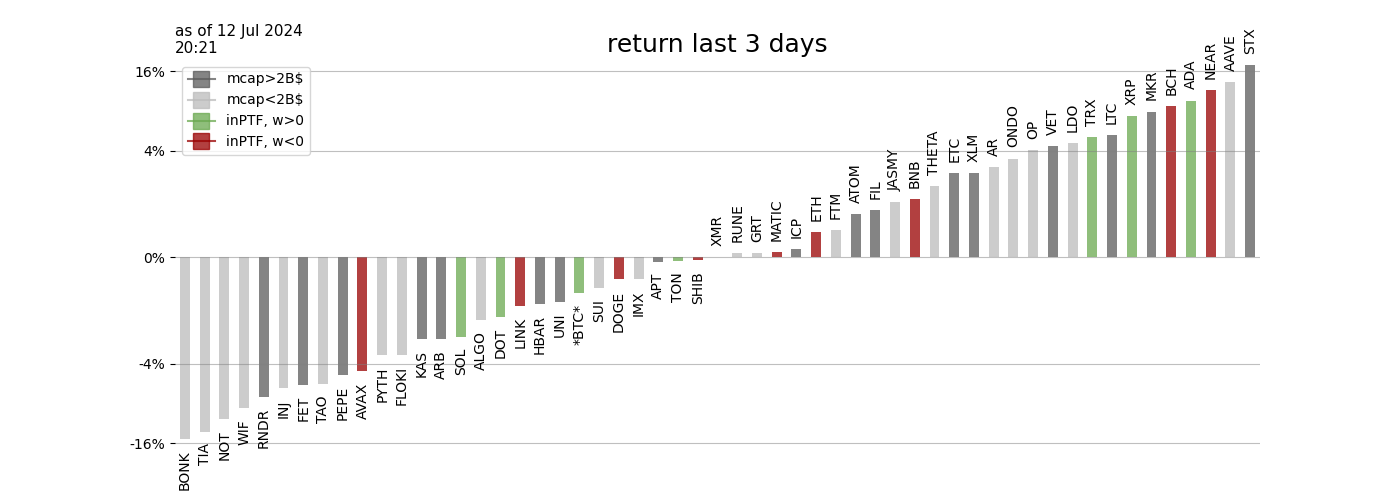 as of 12 Jul 2024
20:21
return last 3 days
mcap>2B$
mcap<2B$
inPTF, w>0
inPTF, w<0
16%
4%
0%
-4%
-16%
BONK
TIA
NOT
WIF
RNDR
INJ
FET
TAO
PEPE
AVAX
PYTH
FLOKI
KAS
ARB
SOL
ALGO
DOT
LINK
HBAR
UNI
*BTC*
SUI
DOGE
IMX
APT
TON
SHIB
XMR
RUNE
GRT
MATIC
ICP
ETH
FTM
ATOM
FIL
JASMY
BNB
THETA
ETC
XLM
AR
ONDO
OP
VET
LDO
TRX
LTC
XRP
MKR
BCH
ADA
NEAR
AAVE
STX